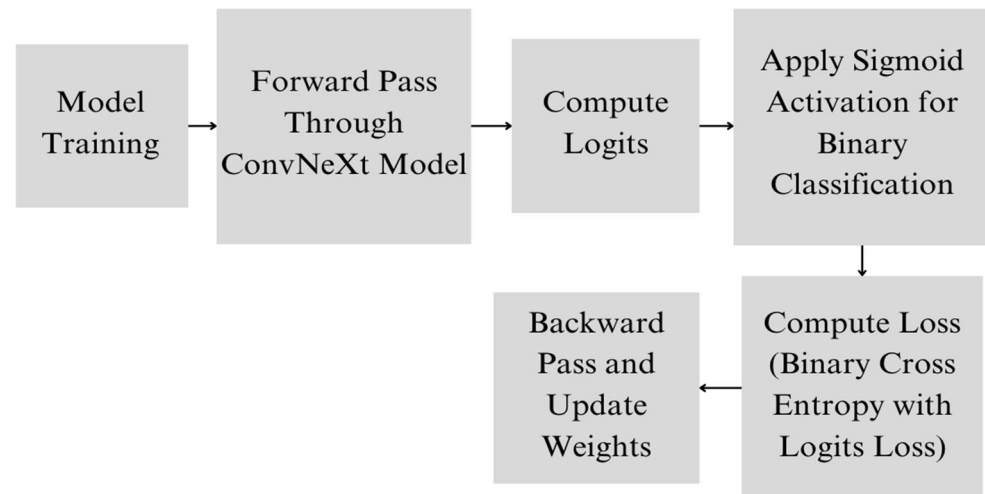 Model
Training
Forward Pass
Through
ConvNeXt Model
Compute
Logits
Apply Sigmoid
Activation for
Binary
Classification
Compute Loss
(Binary Cross
Entropy with
Logits Loss)
Backward
Pass and
Update
Weights